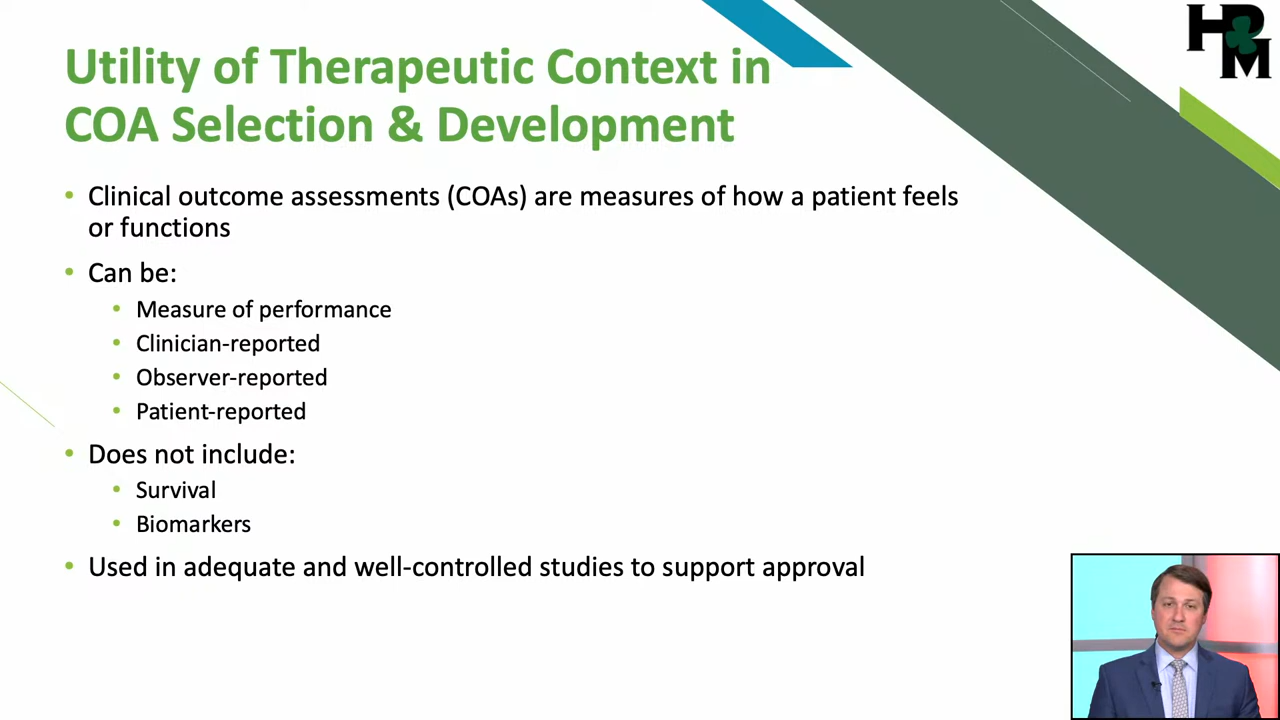 HPM
Utility of Therapeutic Context in
COA Selection & Development
• Clinical outcome assessments (COAs) are measures of how a patient feels
or functions
• Can be:
• Measure of performance
• Clinician-reported
• Observer-reported
• Patient-reported
• Does not include:
• Survival
• Biomarkers
• Used in adequate and well-controlled studies to support approval